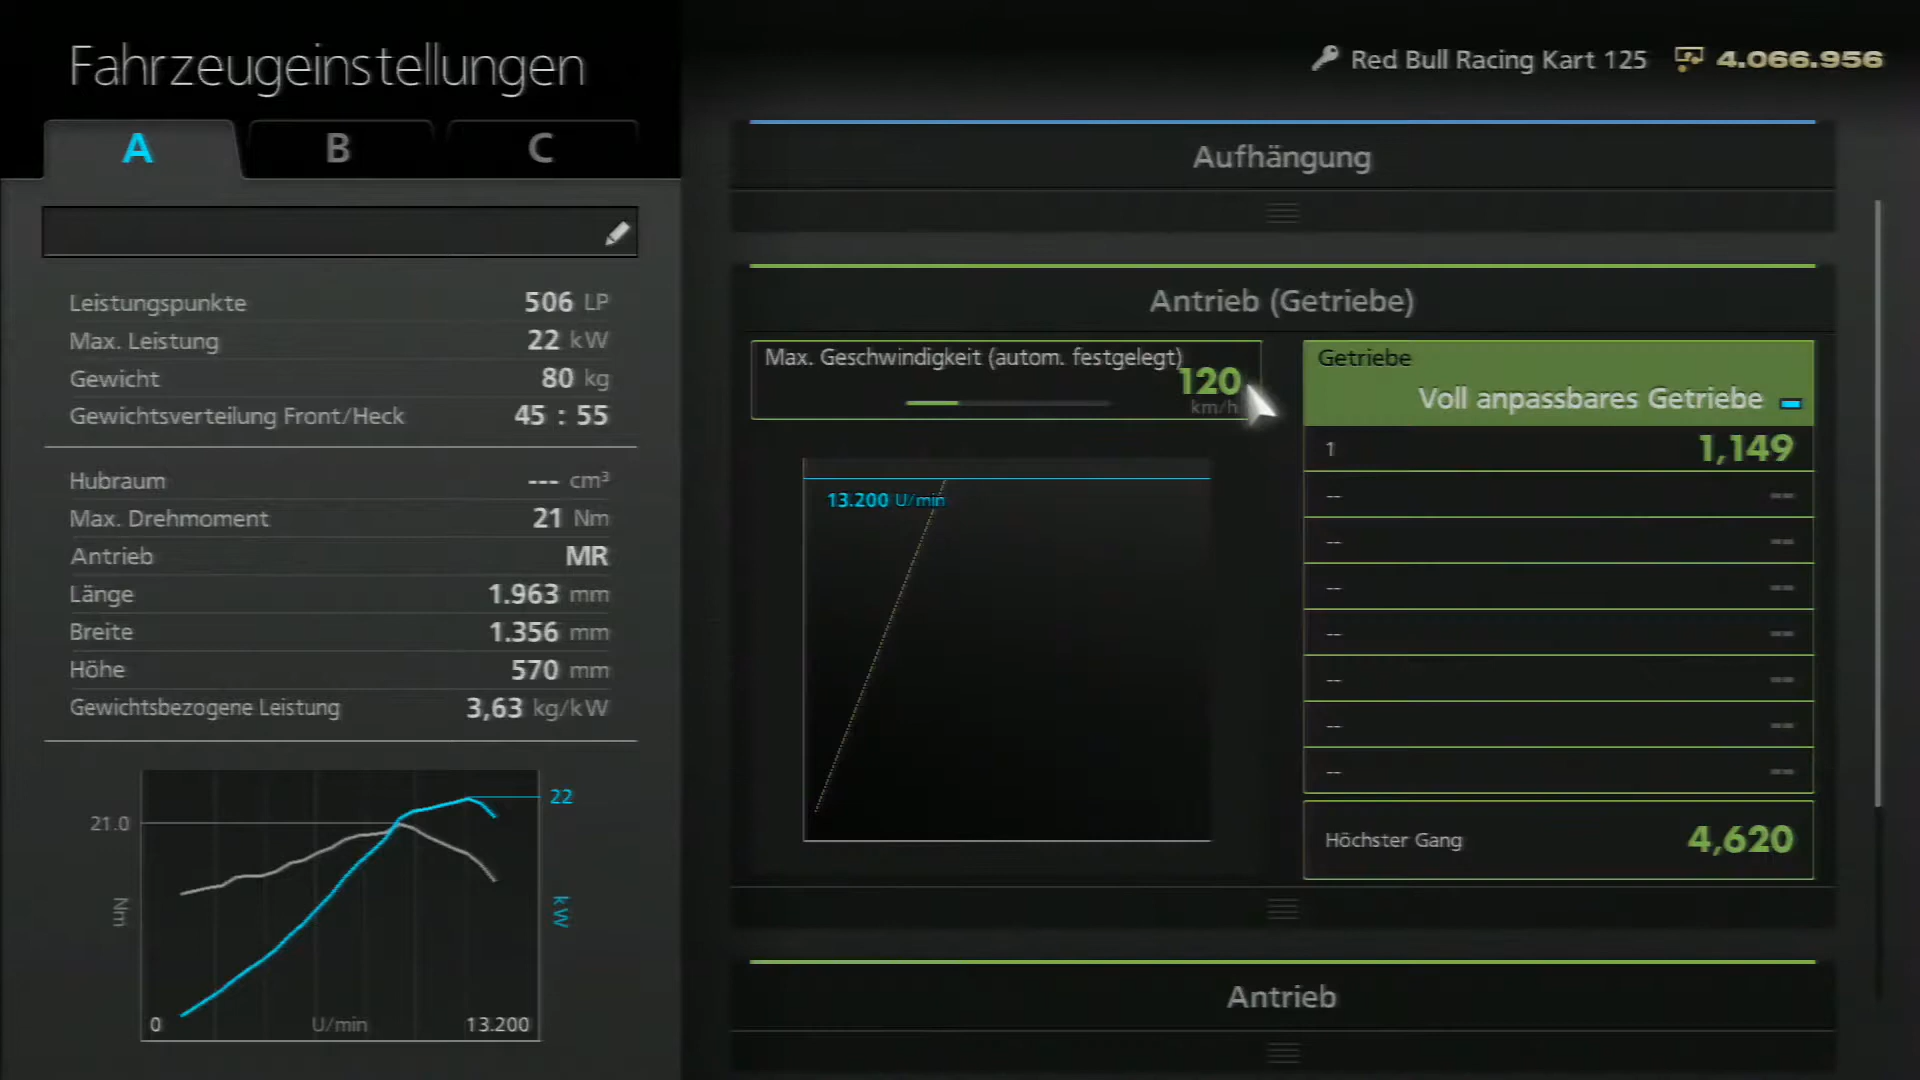 Fahrzeugeinstellungen
Red Bull Racing Kart 125
4.066.956
A
B
C
Leistungspunkte 506 LP
Max. Leistung 22 kW
Gewicht 80 kg
Gewichtsverteilung Front/Heck 45 : 55
Hubraum --- cm³
Max. Drehmoment 21 Nm
Antrieb MR
Länge 1.963 mm
Breite 1.356 mm
Höhe 570 mm
Gewichtsbezogene Leistung 3,63 kg/kW
22
21.0
Nm
kW
0 U/min 13.200
Aufhängung
Antrieb (Getriebe)
Max. Geschwindigkeit (autom. festgelegt)
120
km/h
13.200 U/min
Getriebe
Voll anpassbares Getriebe
1 1,149
-- --
-- --
-- --
-- --
-- --
-- --
-- --
Höchster Gang 4,620
Antrieb